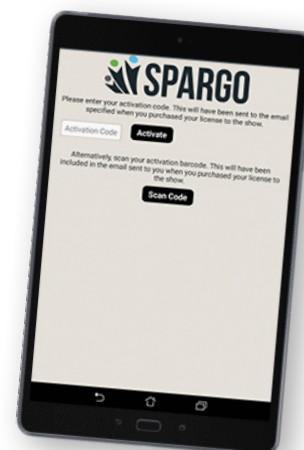 SPARGO
Please enter your activation code. This will have been sent to the email
specified when you purchased your license to the show.
Activation Code Activate
Alternatively, scan your activation barcode. This will have been
included in the email sent to you when you purchased your license to
the show.
Scan Code